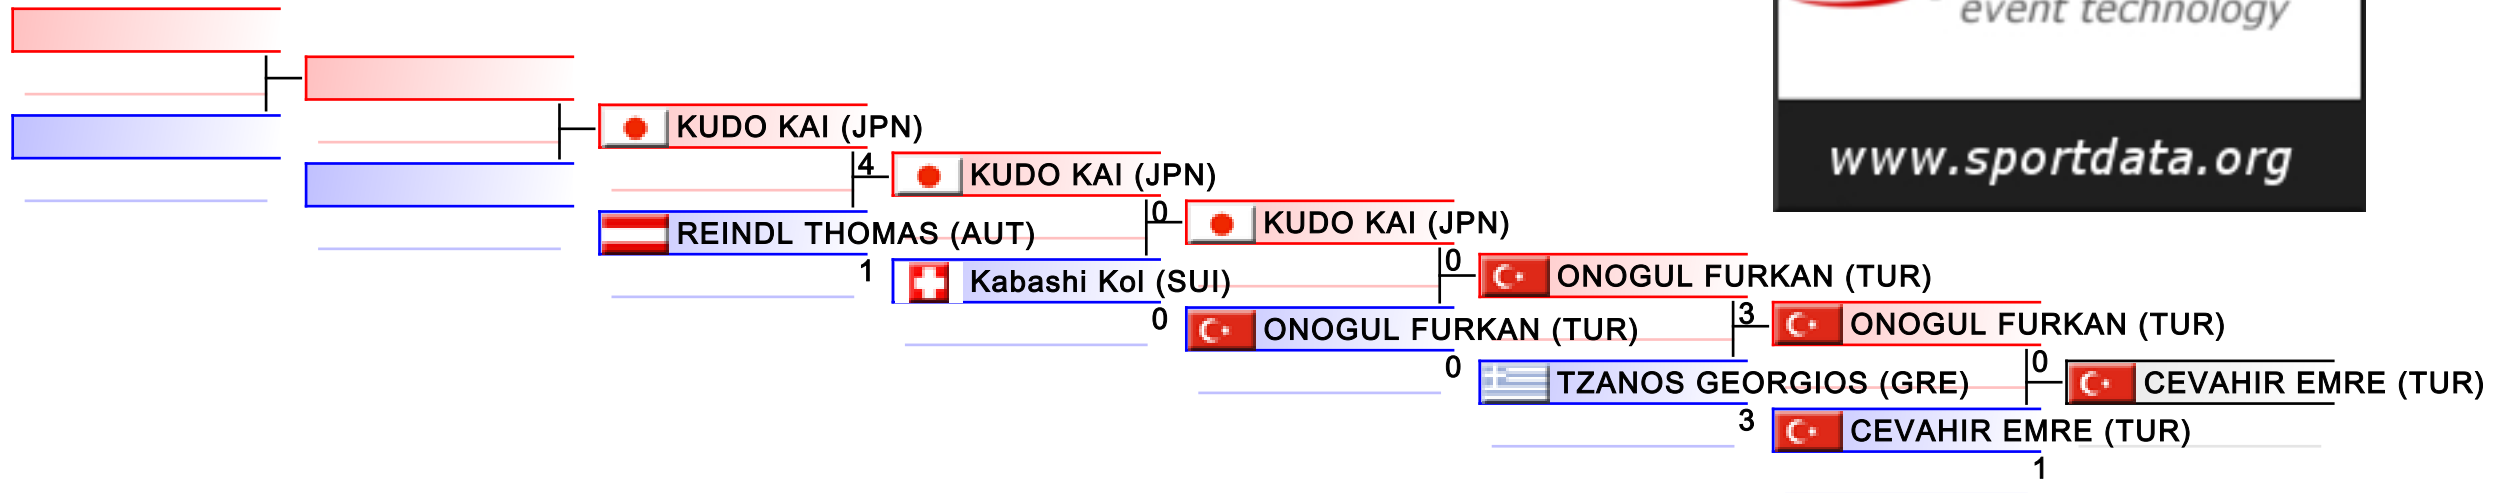 event technology
www.sportdata.org
KUDO KAI (JPN)
4
KUDO KAI (JPN)
0
KUDO KAI (JPN)
REINDL THOMAS (AUT)
1
Kabashi Kol (SUI)
0
0
ONOGUL FURKAN (TUR)
ONOGUL FURKAN (TUR)
0
3
ONOGUL FURKAN (TUR)
TZANOS GEORGIOS (GRE)
3
0
CEVAHIR EMRE (TUR)
CEVAHIR EMRE (TUR)
1